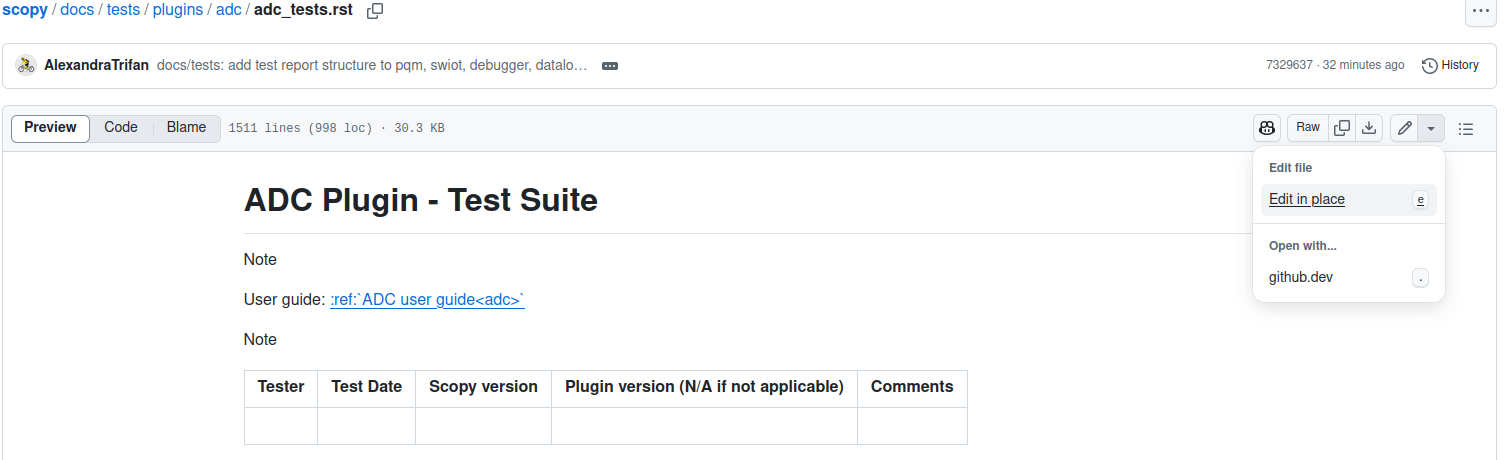 scopy / docs / tests / plugins / adc / adc_tests.rst
AlexandraTrifan docs/tests: add test report structure to pqm, swiot, debugger, datalo… 7329637 · 32 minutes ago History
Preview Code Blame 1511 lines (998 loc) · 30.3 KB Raw
Edit file
Edit in place e
Open with...
github.dev .
ADC Plugin - Test Suite
Note
User guide: :ref:`ADC user guide<adc>`
Note
Tester Test Date Scopy version Plugin version (N/A if not applicable) Comments